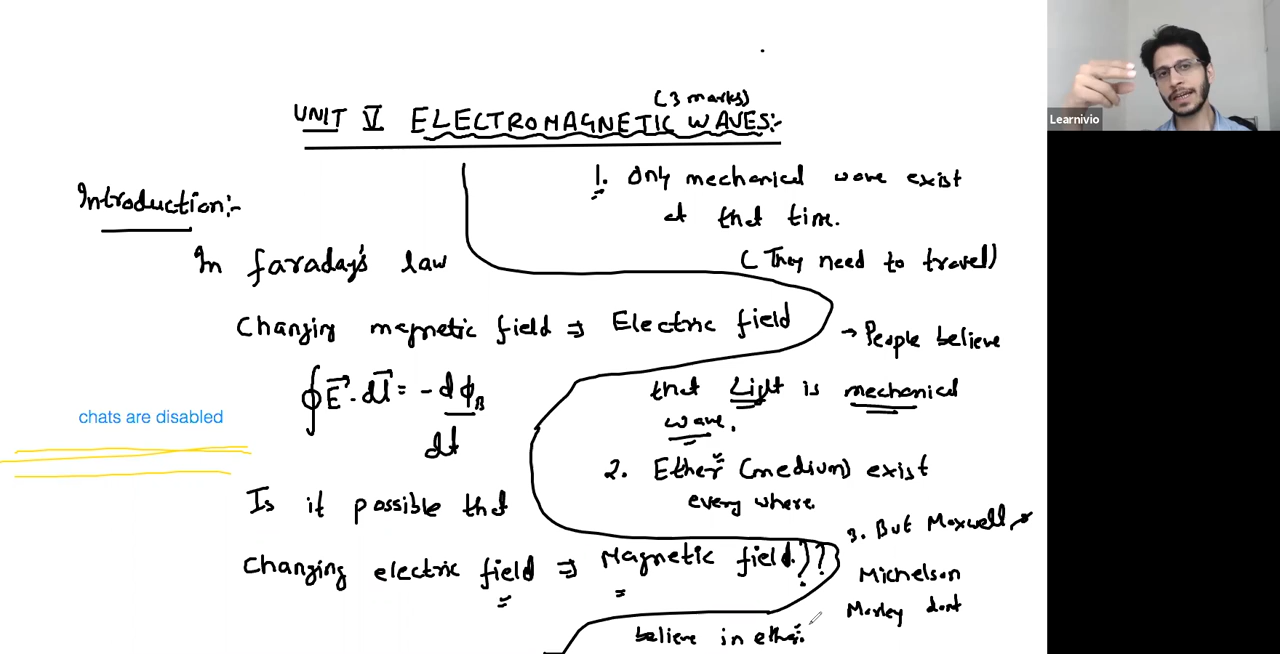 (3 marks)
UNIT V ELECTROMAGNETIC WAVES:-
Introduction:-
In faraday's law
Changing magnetic field ⇒ Electric field
∮ E⃗ . dl⃗ = - dϕB
dt
chats are disabled
Is it possible that
Changing electric field ⇒ Magnetic field.??
1. Only mechanical wave exist
at that time.
( They need to travel)
→ People believe
that Light is mechanical
wave.
2. Ether (medium) exist
every where
3. But Maxwell
Michelson
Morley dont
believe in ether.
Learnivio